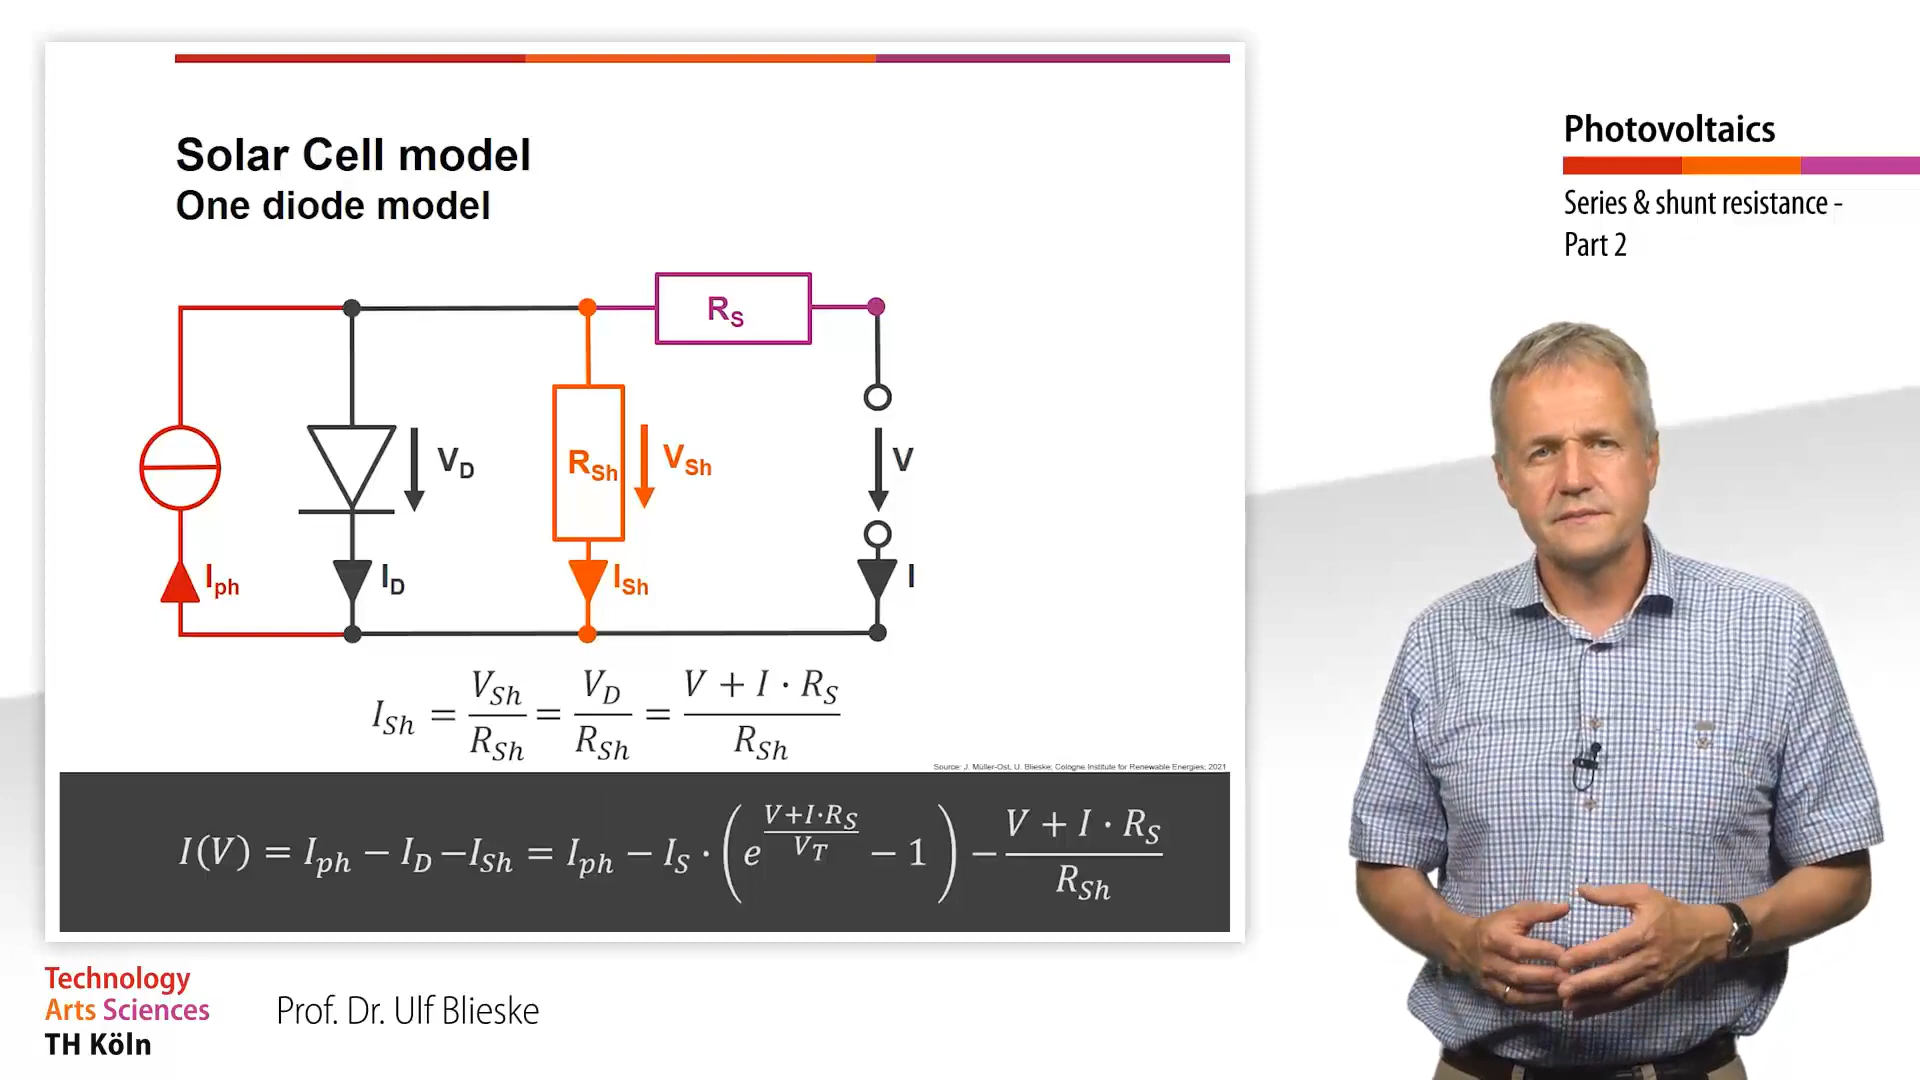 Photovoltaics
Series & shunt resistance -
Part 2
Solar Cell model
One diode model
R_S
V_D
R_Sh
V_Sh
V
I_ph
I_D
I_Sh
I
I_Sh = V_Sh / R_Sh = V_D / R_Sh = (V + I · R_S) / R_Sh
Source: J. Müller-Ost, U. Blieske; Cologne Institute for Renewable Energies; 2021
I(V) = I_ph − I_D − I_Sh = I_ph − I_S · (e^((V+I·R_S)/V_T) − 1) − (V + I · R_S) / R_Sh
Technology
Arts Sciences
TH Köln
Prof. Dr. Ulf Blieske